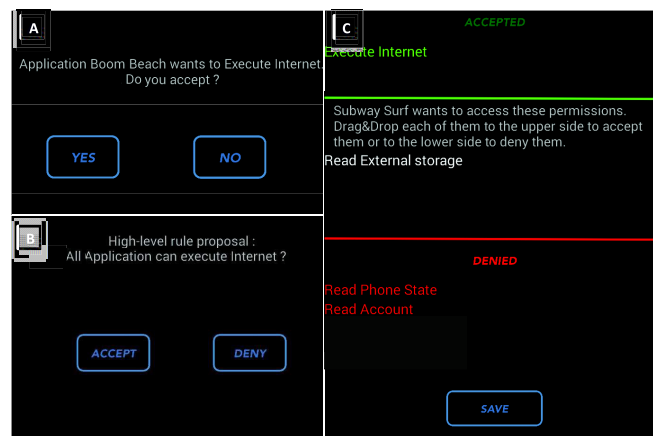 A
Application Boom Beach wants to Execute Internet.
Do you accept ?
YES
NO
B
High-level rule proposal :
All Application can execute Internet ?
ACCEPT
DENY
C
ACCEPTED
Execute Internet
Subway Surf wants to access these permissions.
Drag&Drop each of them to the upper side to accept
them or to the lower side to deny them.
Read External storage
DENIED
Read Phone State
Read Account
SAVE